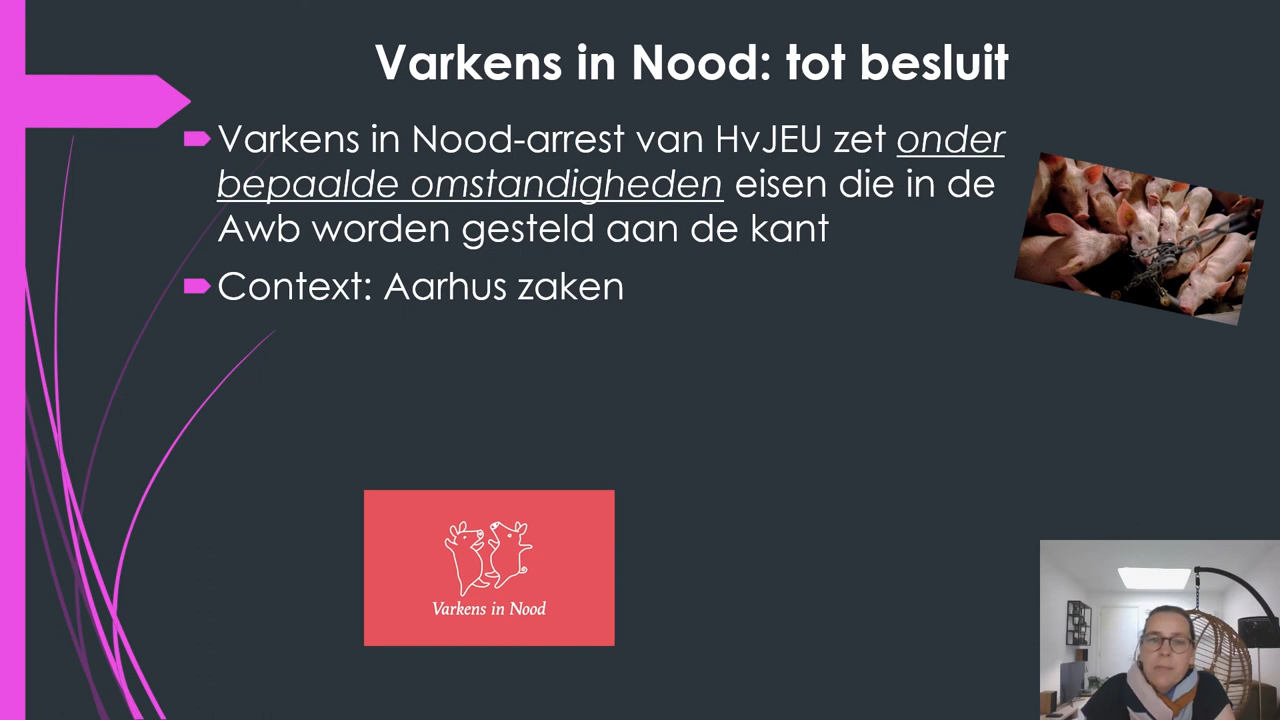 Varkens in Nood: tot besluit
Varkens in Nood-arrest van HvJEU zet onder
bepaalde omstandigheden eisen die in de
Awb worden gesteld aan de kant
Context: Aarhus zaken
Varkens in Nood